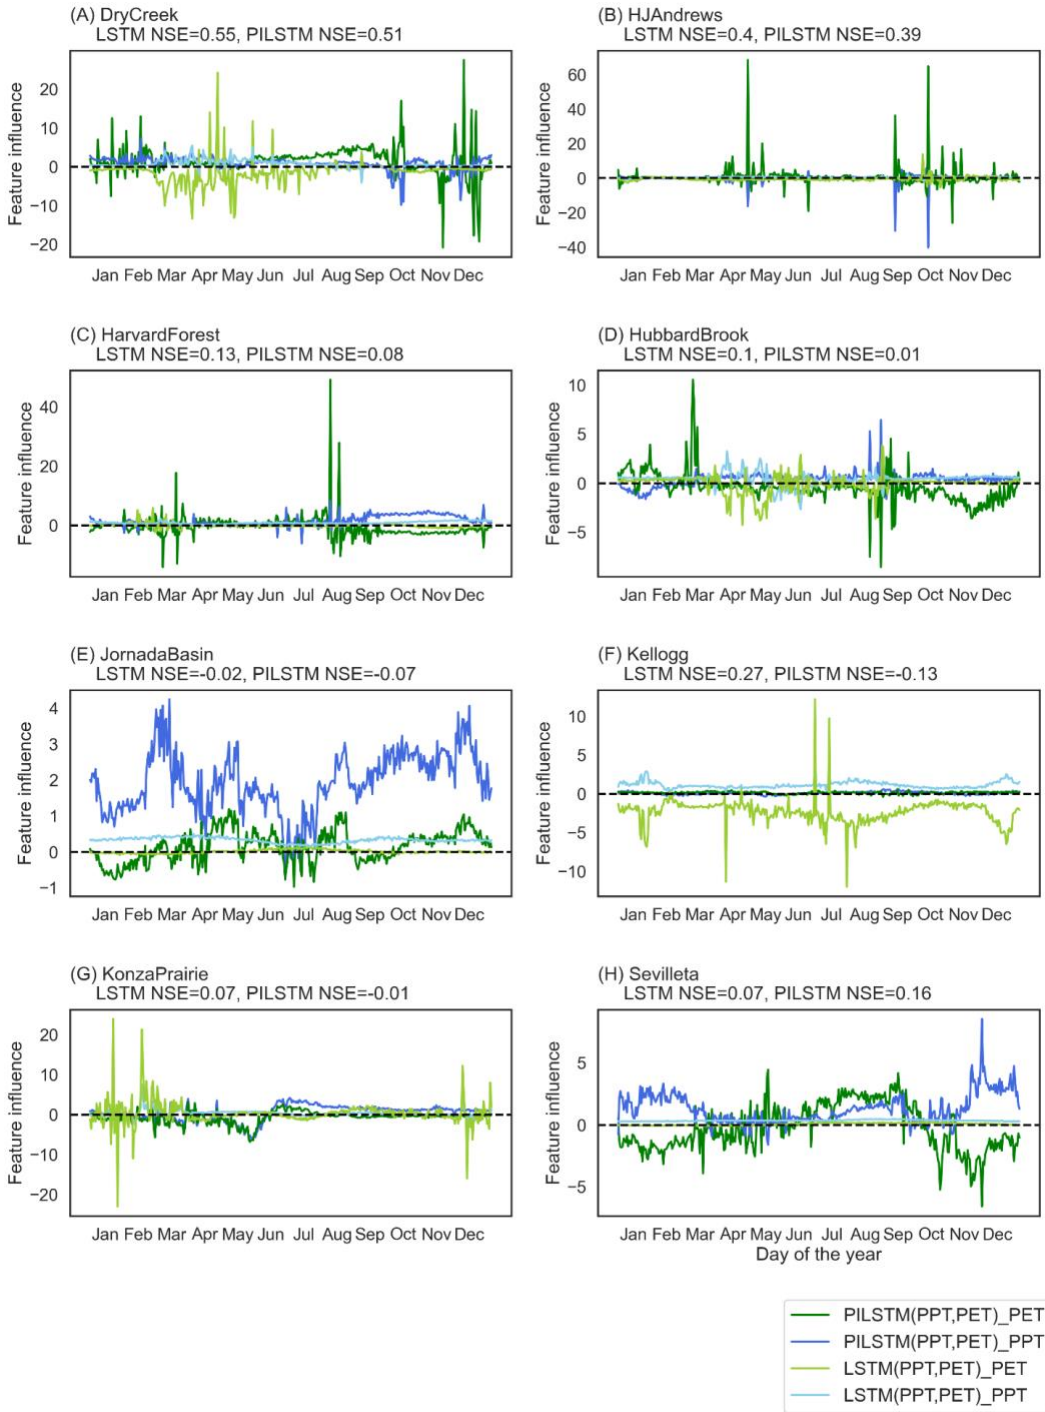 (A) DryCreek
LSTM NSE=0.55, PILSTM NSE=0.51
Feature influence
20
10
0
−10
−20
Jan Feb Mar Apr May Jun Jul Aug Sep Oct Nov Dec
(B) HJAndrews
LSTM NSE=0.4, PILSTM NSE=0.39
Feature influence
60
40
20
0
−20
−40
Jan Feb Mar Apr May Jun Jul Aug Sep Oct Nov Dec
(C) HarvardForest
LSTM NSE=0.13, PILSTM NSE=0.08
Feature influence
40
20
0
Jan Feb Mar Apr May Jun Jul Aug Sep Oct Nov Dec
(D) HubbardBrook
LSTM NSE=0.1, PILSTM NSE=0.01
Feature influence
10
5
0
−5
Jan Feb Mar Apr May Jun Jul Aug Sep Oct Nov Dec
(E) JornadaBasin
LSTM NSE=-0.02, PILSTM NSE=-0.07
Feature influence
4
3
2
1
0
−1
Jan Feb Mar Apr May Jun Jul Aug Sep Oct Nov Dec
(F) Kellogg
LSTM NSE=0.27, PILSTM NSE=-0.13
Feature influence
10
5
0
−5
−10
Jan Feb Mar Apr May Jun Jul Aug Sep Oct Nov Dec
(G) KonzaPrairie
LSTM NSE=0.07, PILSTM NSE=-0.01
Feature influence
20
10
0
−10
−20
Jan Feb Mar Apr May Jun Jul Aug Sep Oct Nov Dec
(H) Sevilleta
LSTM NSE=0.07, PILSTM NSE=0.16
Feature influence
5
0
−5
Jan Feb Mar Apr May Jun Jul Aug Sep Oct Nov Dec
Day of the year
PILSTM(PPT,PET)_PET
PILSTM(PPT,PET)_PPT
LSTM(PPT,PET)_PET
LSTM(PPT,PET)_PPT